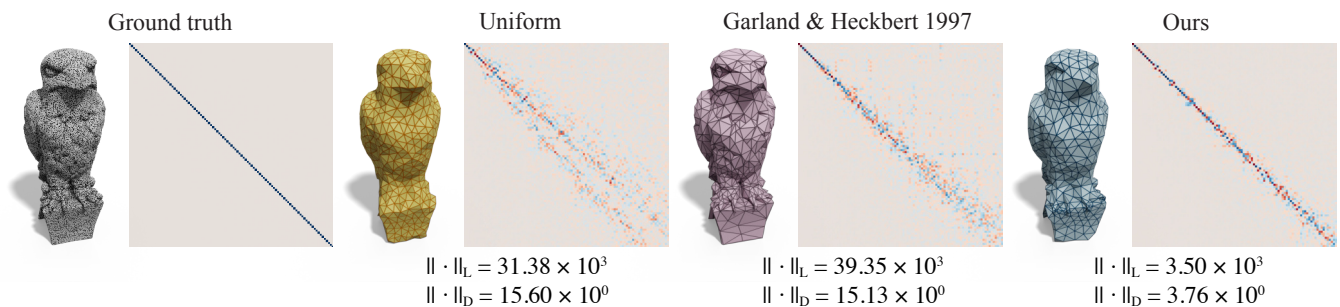 Ground truth
Uniform
Garland & Heckbert 1997
Ours
‖ · ‖L = 31.38 × 10³
‖ · ‖D = 15.60 × 10⁰
‖ · ‖L = 39.35 × 10³
‖ · ‖D = 15.13 × 10⁰
‖ · ‖L = 3.50 × 10³
‖ · ‖D = 3.76 × 10⁰